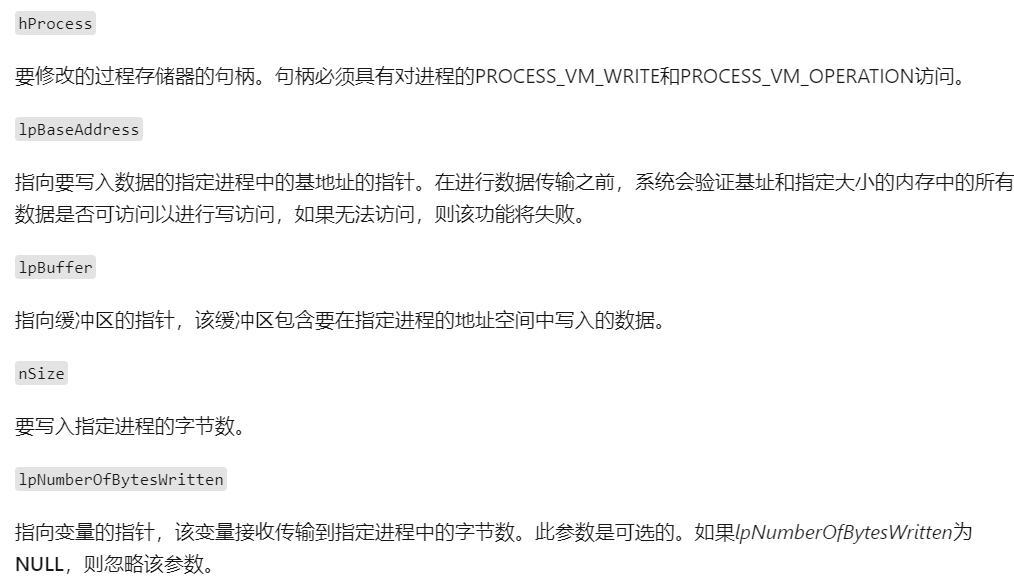 hProcess
要修改的过程存储器的句柄。句柄必须具有对进程的PROCESS_VM_WRITE和PROCESS_VM_OPERATION访问。
lpBaseAddress
指向要写入数据的指定进程中的基地址的指针。在进行数据传输之前，系统会验证基址和指定大小的内存中的所有
数据是否可访问以进行写访问，如果无法访问，则该功能将失败。
lpBuffer
指向缓冲区的指针，该缓冲区包含要在指定进程的地址空间中写入的数据。
nSize
要写入指定进程的字节数。
lpNumberOfBytesWritten
指向变量的指针，该变量接收传输到指定进程中的字节数。此参数是可选的。如果lpNumberOfBytesWritten为
NULL，则忽略该参数。